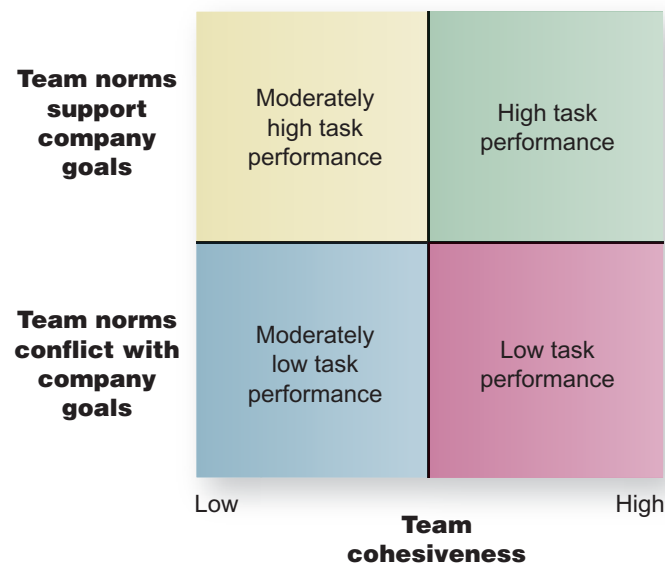 Team norms
support
company
goals
Moderately
high task
performance
High task
performance
Team norms
conflict with
company
goals
Moderately
low task
performance
Low task
performance
Low
High
Team
cohesiveness